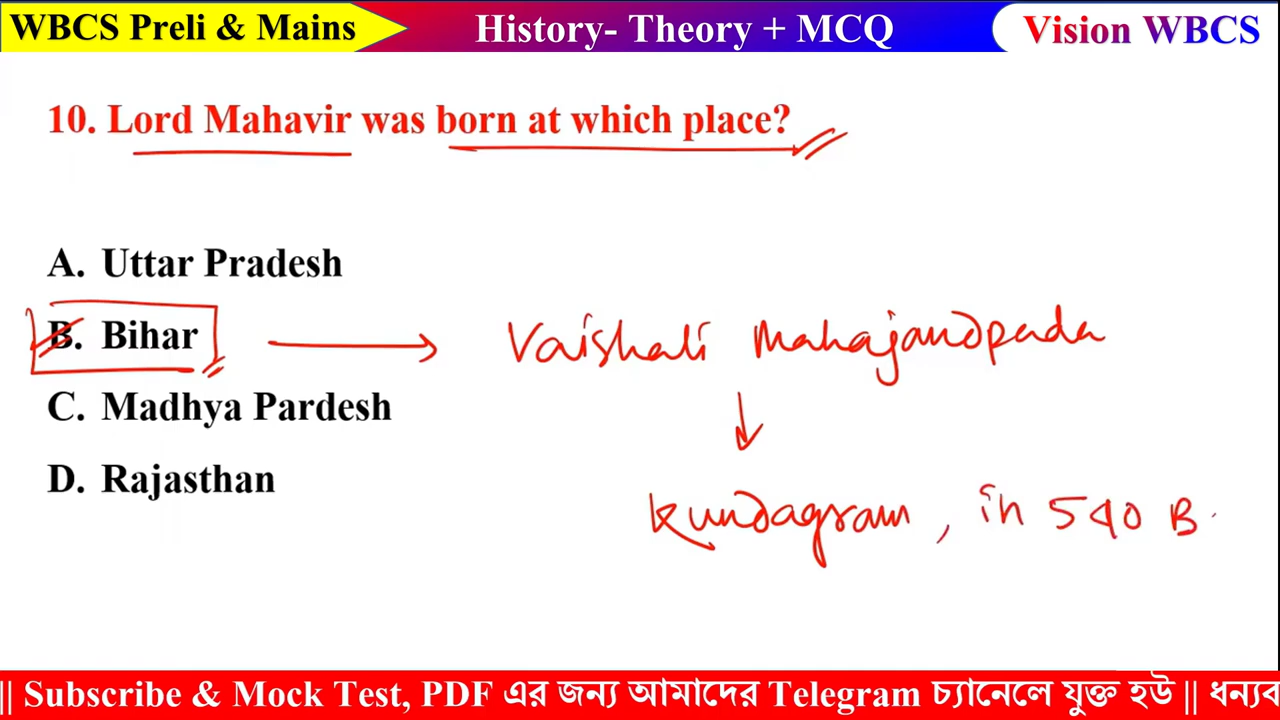 WBCS Preli & Mains
History- Theory + MCQ
Vision WBCS
10. Lord Mahavir was born at which place?
A. Uttar Pradesh
B. Bihar
Vaishali Mahajanapada
C. Madhya Pardesh
D. Rajasthan
Kundagram, in 540 B.
|| Subscribe & Mock Test, PDF এর জন্য আমাদের Telegram চ্যানেলে যুক্ত হউ || ধন্যব